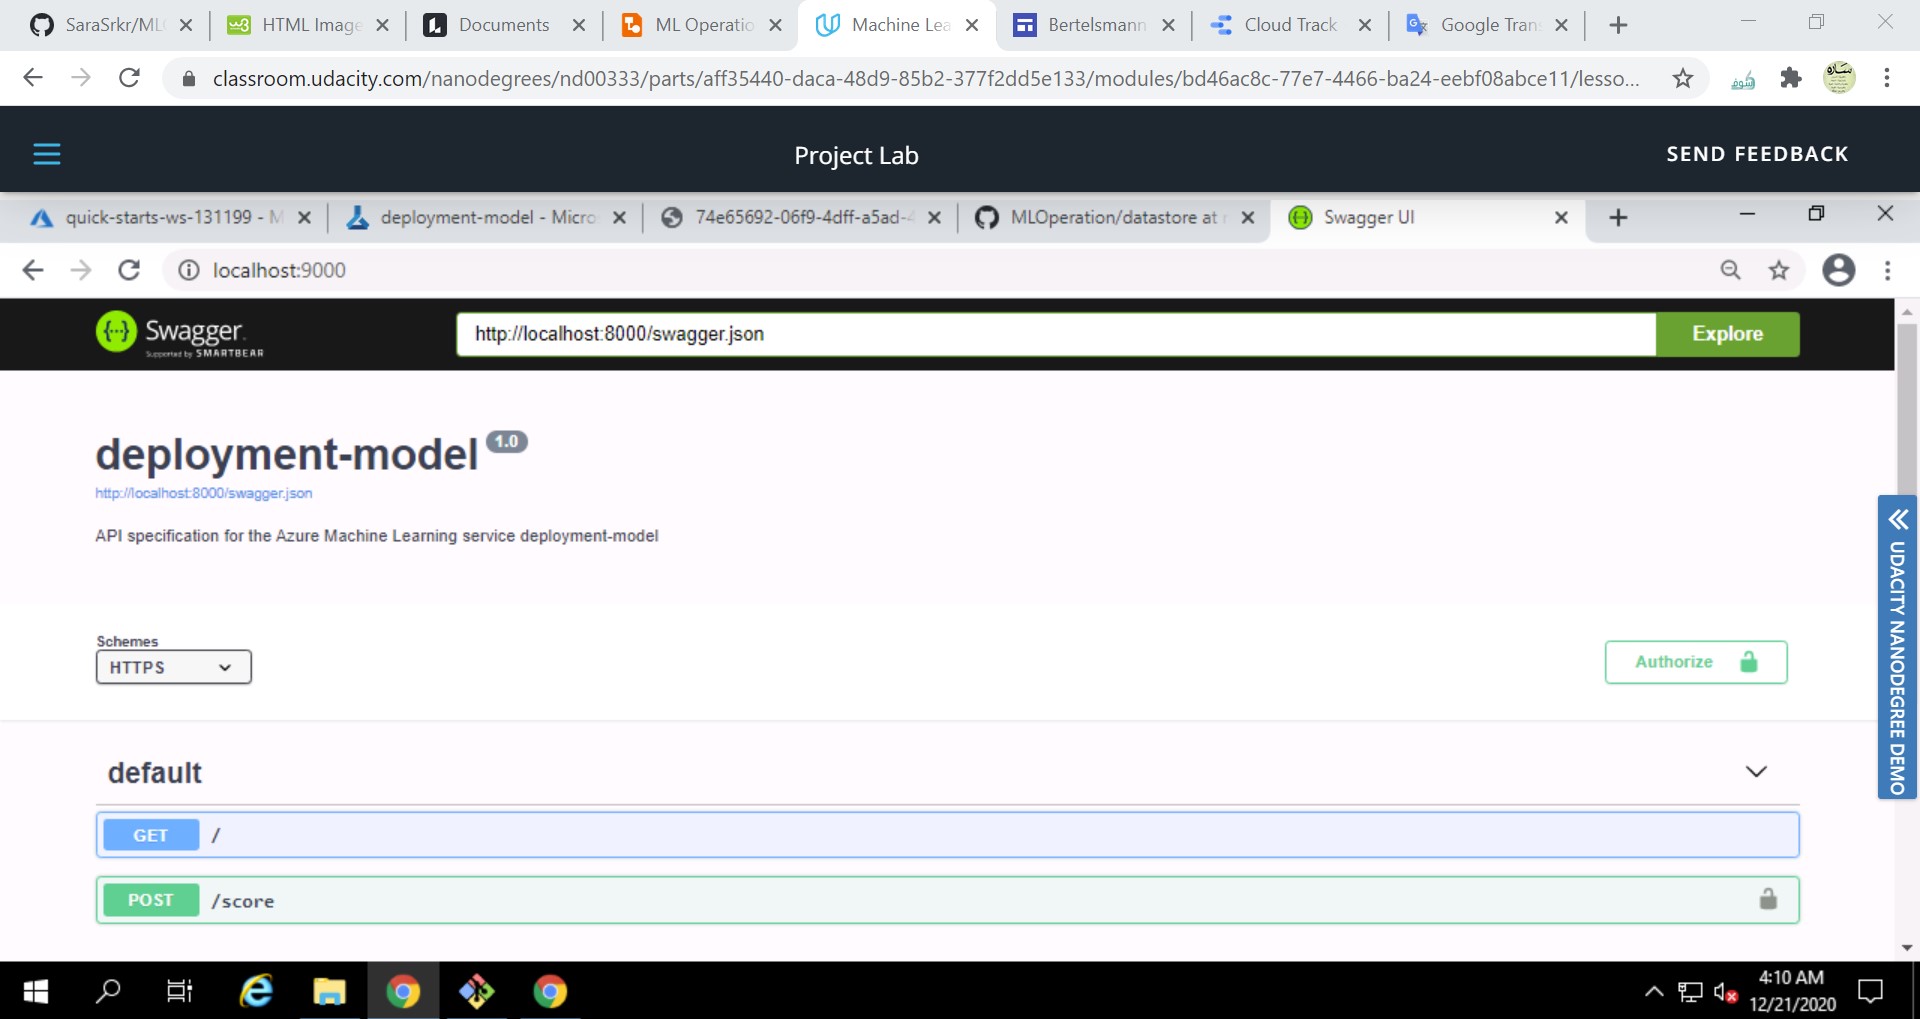 SaraSrkr/ML
HTML Image
Documents
ML Operatio
Machine Lea
Bertelsmann
Cloud Track
Google Tran
classroom.udacity.com/nanodegrees/nd00333/parts/aff35440-daca-48d9-85b2-377f2dd5e133/modules/bd46ac8c-77e7-4466-ba24-eebf08abce11/lesso...
Project Lab
SEND FEEDBACK
quick-starts-ws-131199 - M
deployment-model - Micro
74e65692-06f9-4dff-a5ad-4
MLOperation/datastore at
Swagger UI
localhost:9000
Swagger
Supported by SMARTBEAR
http://localhost:8000/swagger.json
Explore
deployment-model 1.0
http://localhost:8000/swagger.json
API specification for the Azure Machine Learning service deployment-model
Schemes
HTTPS
Authorize
UDACITY NANODEGREE DEMO
default
GET /
POST /score
4:10 AM
12/21/2020